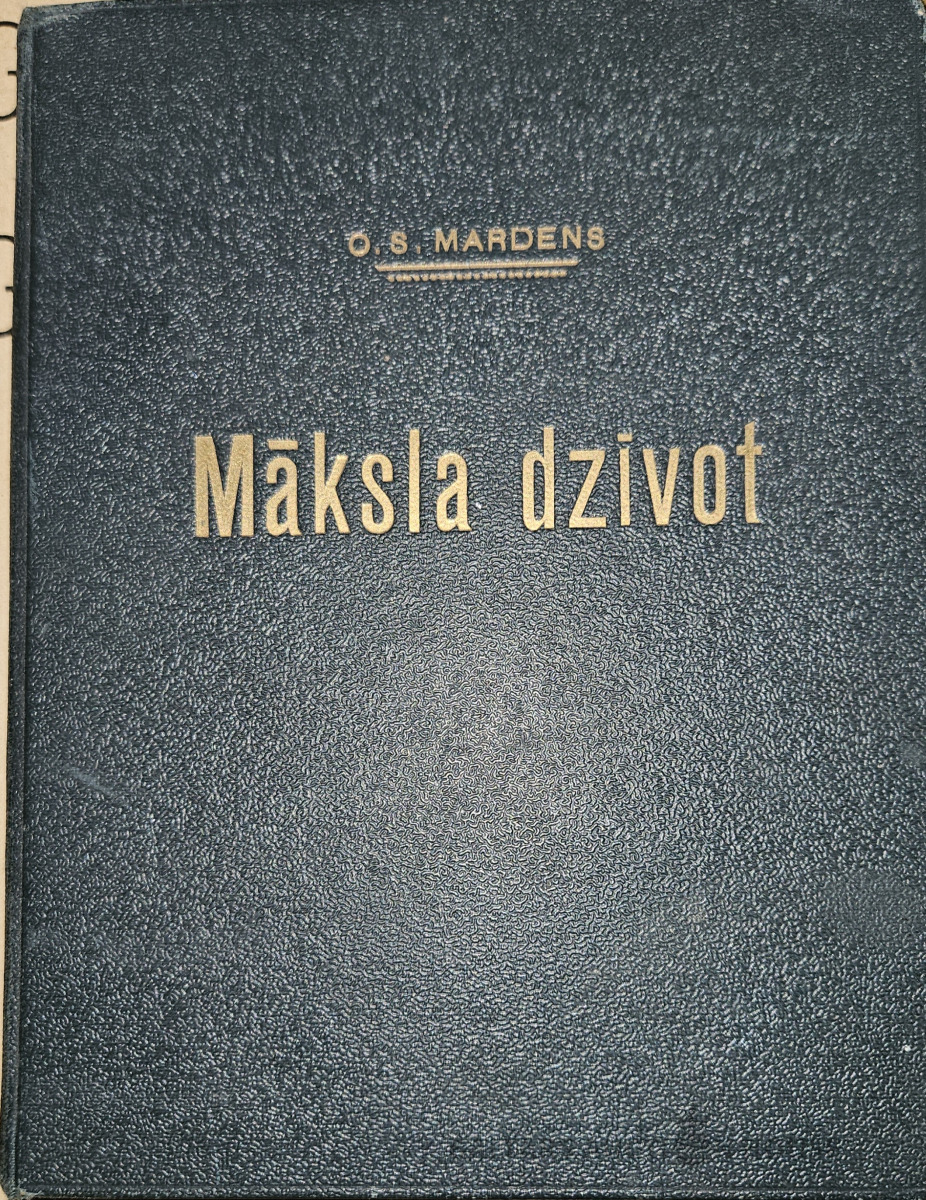 O. S. MARDENS
Māksla dzīvot